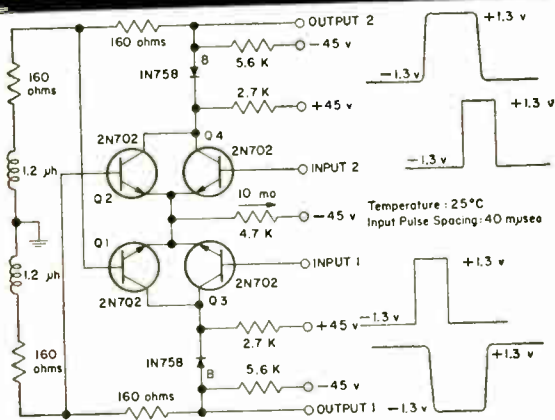 160 ohms
OUTPUT 2
-45 v
5.6 K
B
1N758
2.7 K
+45 v
+1.3 v
-1.3 v
+1.3 v
-1.3 v
160
ohms
1.2 µh
2N702
Q4
2N702
INPUT 2
Q2
10 ma
-45 v
4.7 K
Temperature : 25°C
Input Pulse Spacing: 40 mµsec
Q1
INPUT 1
2N702
2N702
Q3
1.2 µh
+45 v
2.7 K
+1.3 v
-1.3 v
1N758
B
5.6 K
-45 v
160
ohms
160 ohms
OUTPUT 1
-1.3 v
+1.3 v